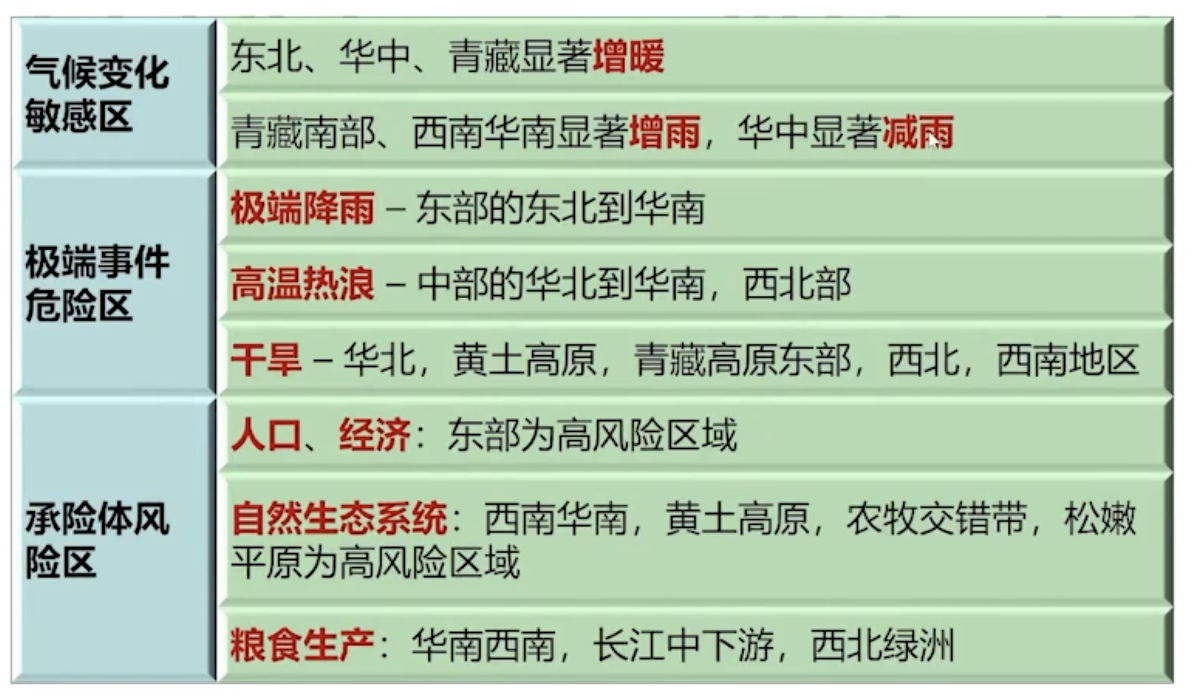 气候变化
敏感区
东北、华中、青藏显著增暖
青藏南部、西南华南显著增雨，华中显著减雨
极端事件
危险区
极端降雨 – 东部的东北到华南
高温热浪 – 中部的华北到华南，西北部
干旱 – 华北，黄土高原，青藏高原东部，西北，西南地区
承险体风
险区
人口、经济：东部为高风险区域
自然生态系统：西南华南，黄土高原，农牧交错带，松嫩
平原为高风险区域
粮食生产：华南西南，长江中下游，西北绿洲